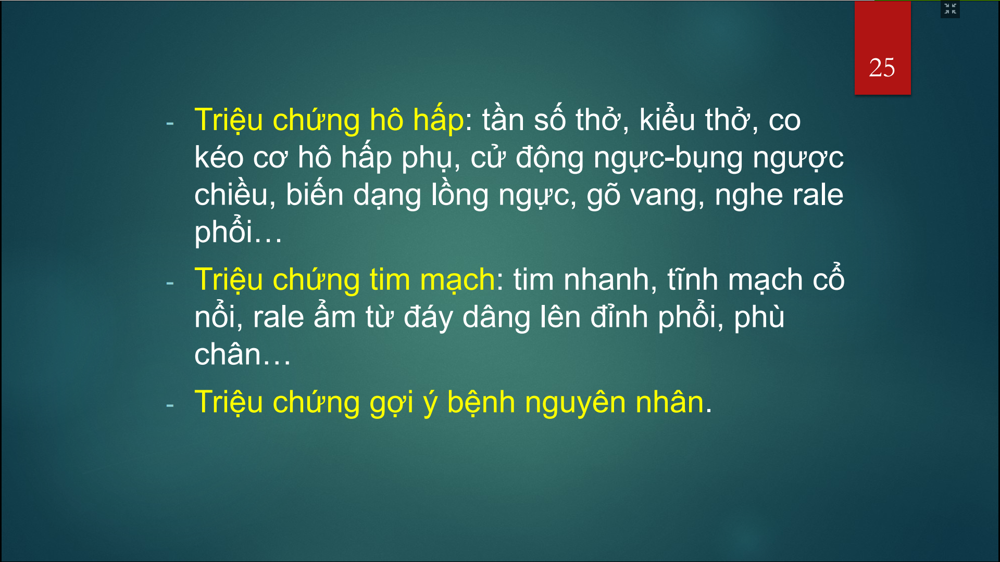 25
- Triệu chứng hô hấp: tần số thở, kiểu thở, co
kéo cơ hô hấp phụ, cử động ngực-bụng ngược
chiều, biến dạng lồng ngực, gõ vang, nghe rale
phổi…
- Triệu chứng tim mạch: tim nhanh, tĩnh mạch cổ
nổi, rale ẩm từ đáy dâng lên đỉnh phổi, phù
chân…
- Triệu chứng gợi ý bệnh nguyên nhân.